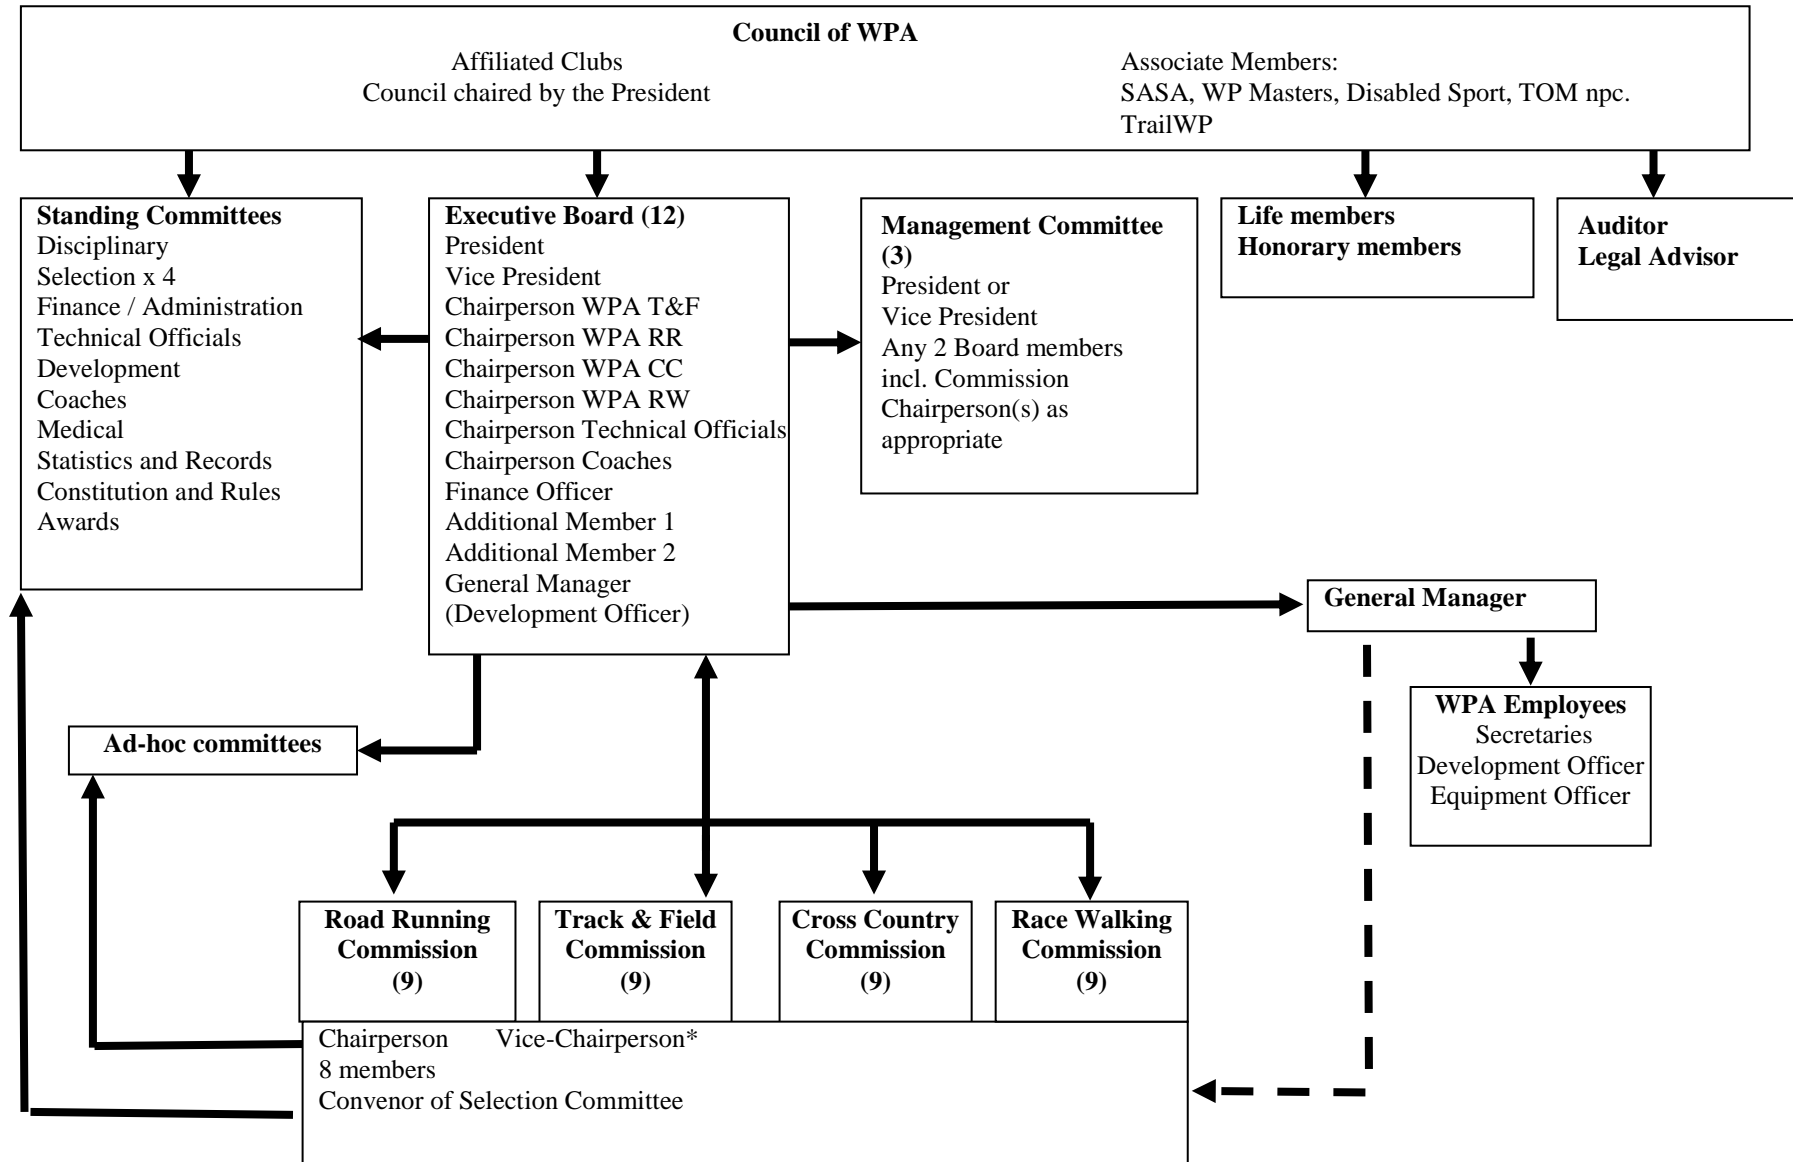 Council of WPA
Affiliated Clubs
Council chaired by the President
Associate Members:
SASA, WP Masters, Disabled Sport, TOM npc.
TrailWP
Standing Committees
Disciplinary
Selection x 4
Finance / Administration
Technical Officials
Development
Coaches
Medical
Statistics and Records
Constitution and Rules
Awards
Executive Board (12)
President
Vice President
Chairperson WPA T&F
Chairperson WPA RR
Chairperson WPA CC
Chairperson WPA RW
Chairperson Technical Officials
Chairperson Coaches
Finance Officer
Additional Member 1
Additional Member 2
General Manager
(Development Officer)
Management Committee
(3)
President or
Vice President
Any 2 Board members
incl. Commission
Chairperson(s) as
appropriate
Life members
Honorary members
Auditor
Legal Advisor
General Manager
WPA Employees
Secretaries
Development Officer
Equipment Officer
Ad-hoc committees
Road Running
Commission
(9)
Track & Field
Commission
(9)
Cross Country
Commission
(9)
Race Walking
Commission
(9)
Chairperson Vice-Chairperson*
8 members
Convenor of Selection Committee